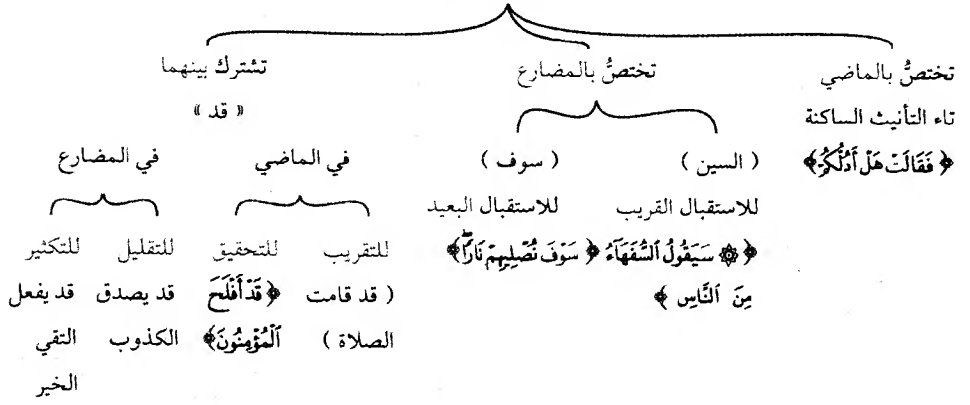 تختصُّ بالماضي تختصُّ بالمضارع تشترك بينهما
تاء التأنيث الساكنة « قد »
﴿ فَقَالَتْ هَلْ أَدُلُّكُمْ ﴾ ( السين ) ( سوف ) في الماضي في المضارع
للاستقبال القريب للاستقبال البعيد للتقريب للتحقيق للتقليل للتكثير
﴿ ۞ سَيَقُولُ ٱلسُّفَهَآءُ ﴿ سَوْفَ نُصْلِيهِمْ نَارًا ﴾ ( قد قامت ﴿ قَدْ أَفْلَحَ قد يصدق قد يفعل
مِنَ ٱلنَّاسِ ﴾ الصلاة ) ٱلْمُؤْمِنُونَ ﴾ الكذوب التقي
الخير